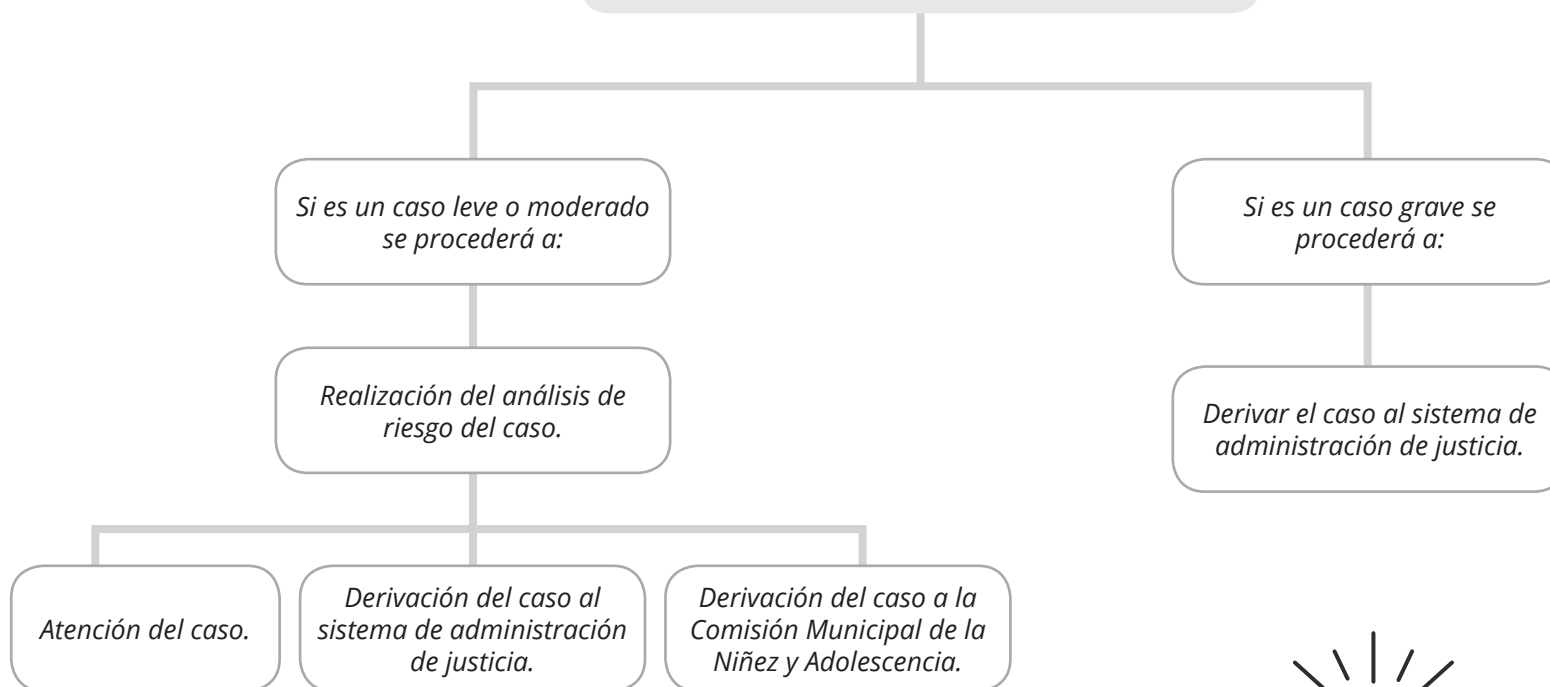 Si es un caso leve o moderado
se procederá a:
Si es un caso grave se
procederá a:
Realización del análisis de
riesgo del caso.
Derivar el caso al sistema de
administración de justicia.
Atención del caso.
Derivación del caso al
sistema de administración
de justicia.
Derivación del caso a la
Comisión Municipal de la
Niñez y Adolescencia.